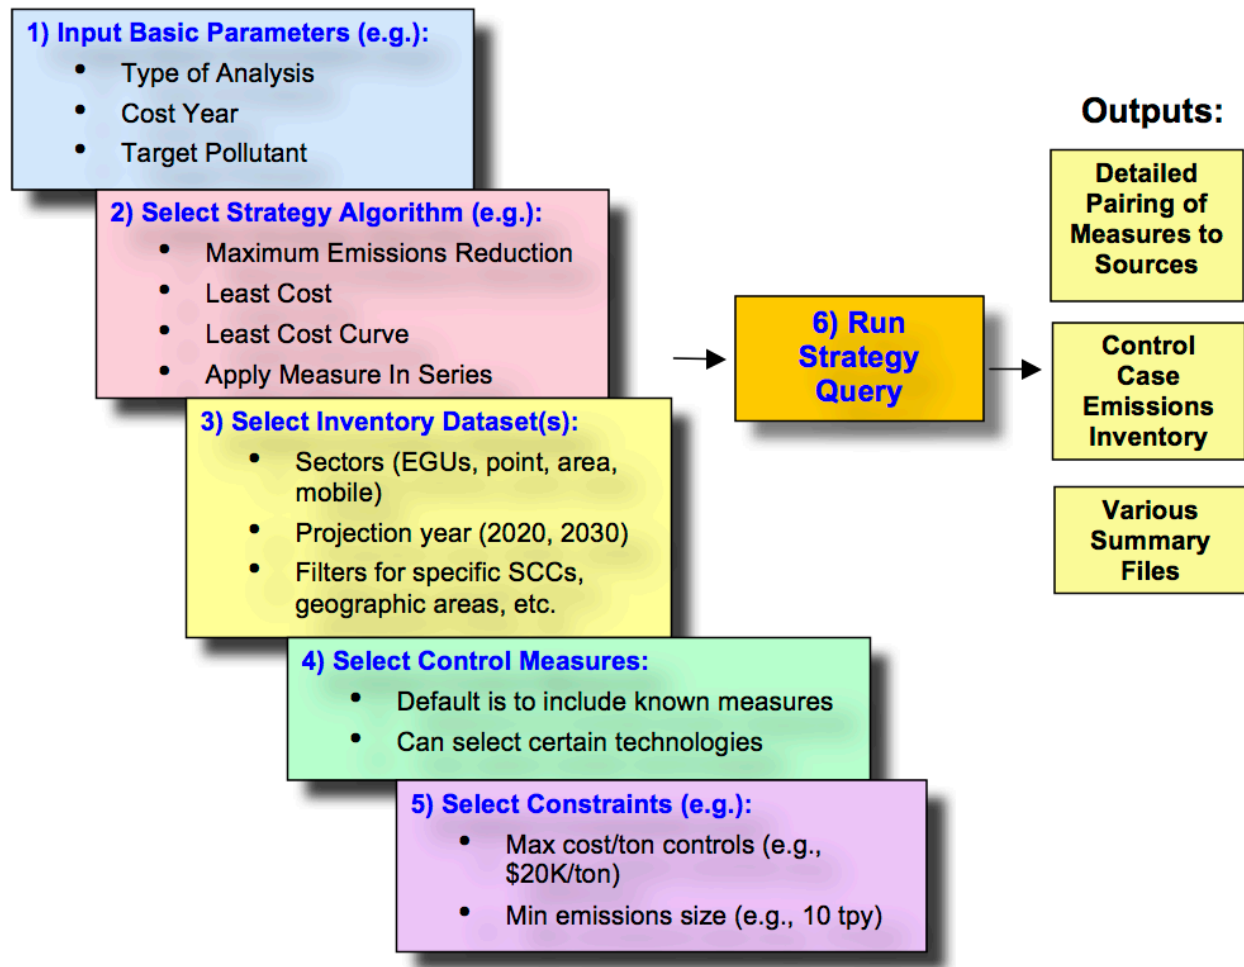 1) Input Basic Parameters (e.g.):
• Type of Analysis
• Cost Year
• Target Pollutant
2) Select Strategy Algorithm (e.g.):
• Maximum Emissions Reduction
• Least Cost
• Least Cost Curve
• Apply Measure In Series
3) Select Inventory Dataset(s):
• Sectors (EGUs, point, area,
mobile)
• Projection year (2020, 2030)
• Filters for specific SCCs,
geographic areas, etc.
4) Select Control Measures:
• Default is to include known measures
• Can select certain technologies
5) Select Constraints (e.g.):
• Max cost/ton controls (e.g.,
$20K/ton)
• Min emissions size (e.g., 10 tpy)
6) Run
Strategy
Query
Outputs:
Detailed
Pairing of
Measures to
Sources
Control
Case
Emissions
Inventory
Various
Summary
Files